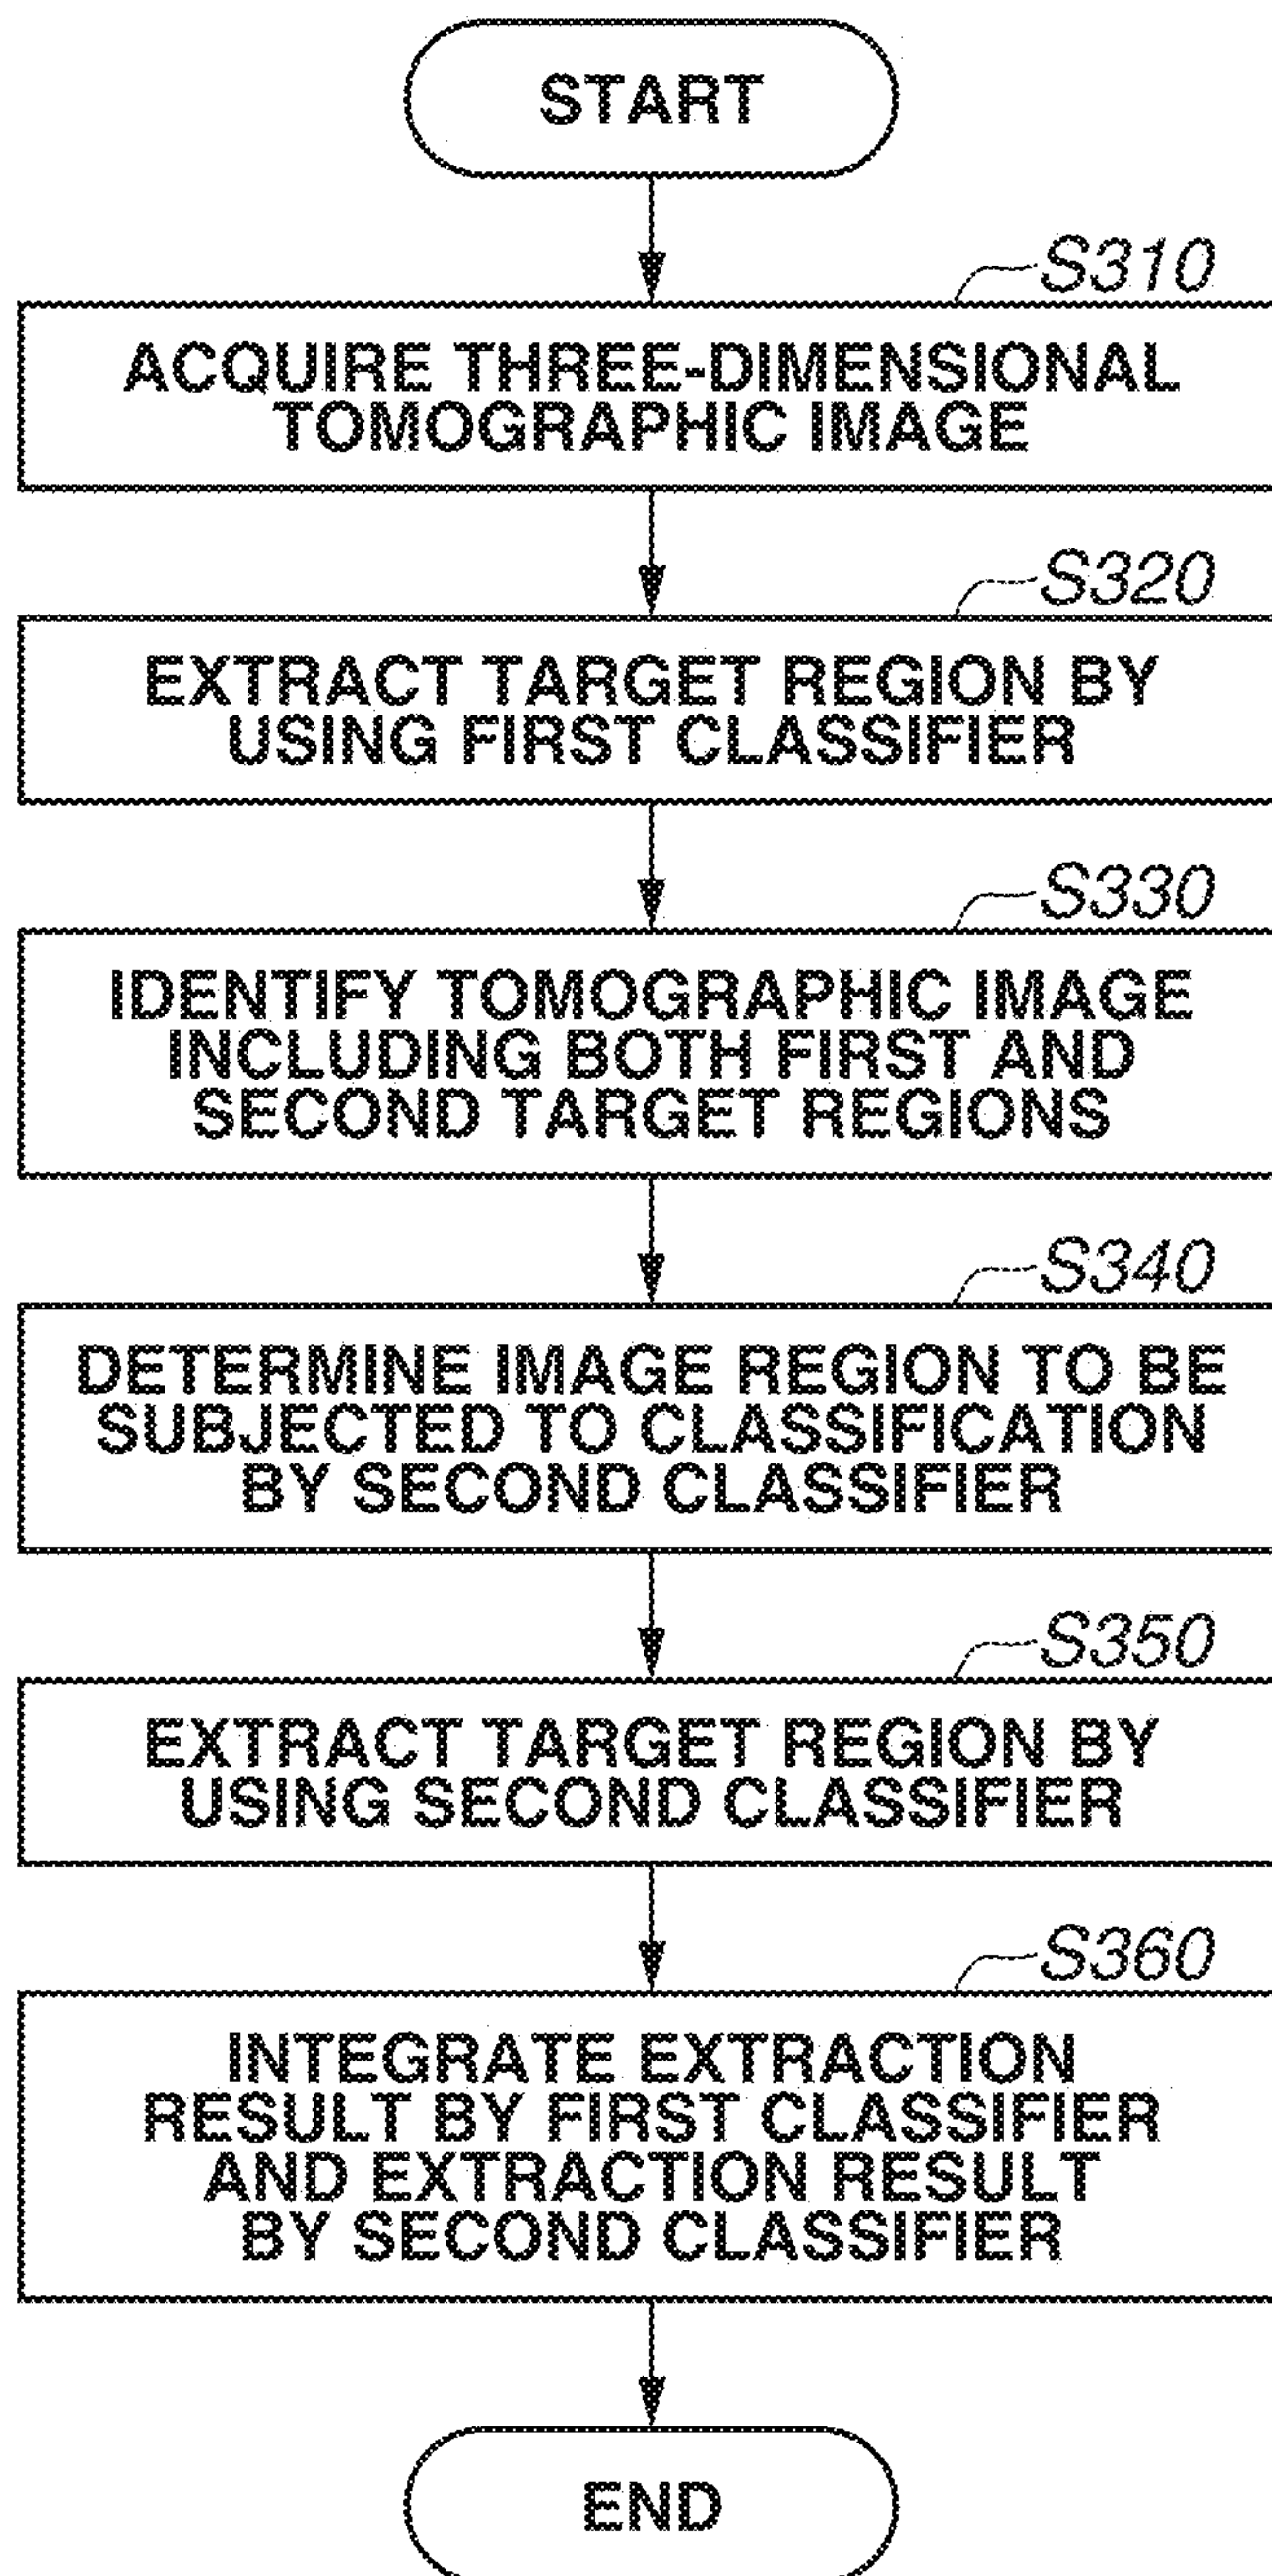 START
S310
ACQUIRE THREE-DIMENSIONAL
TOMOGRAPHIC IMAGE
S320
EXTRACT TARGET REGION BY
USING FIRST CLASSIFIER
S330
IDENTIFY TOMOGRAPHIC IMAGE
INCLUDING BOTH FIRST AND
SECOND TARGET REGIONS
S340
DETERMINE IMAGE REGION TO BE
SUBJECTED TO CLASSIFICATION
BY SECOND CLASSIFIER
S350
EXTRACT TARGET REGION BY
USING SECOND CLASSIFIER
S360
INTEGRATE EXTRACTION
RESULT BY FIRST CLASSIFIER
AND EXTRACTION RESULT
BY SECOND CLASSIFIER
END